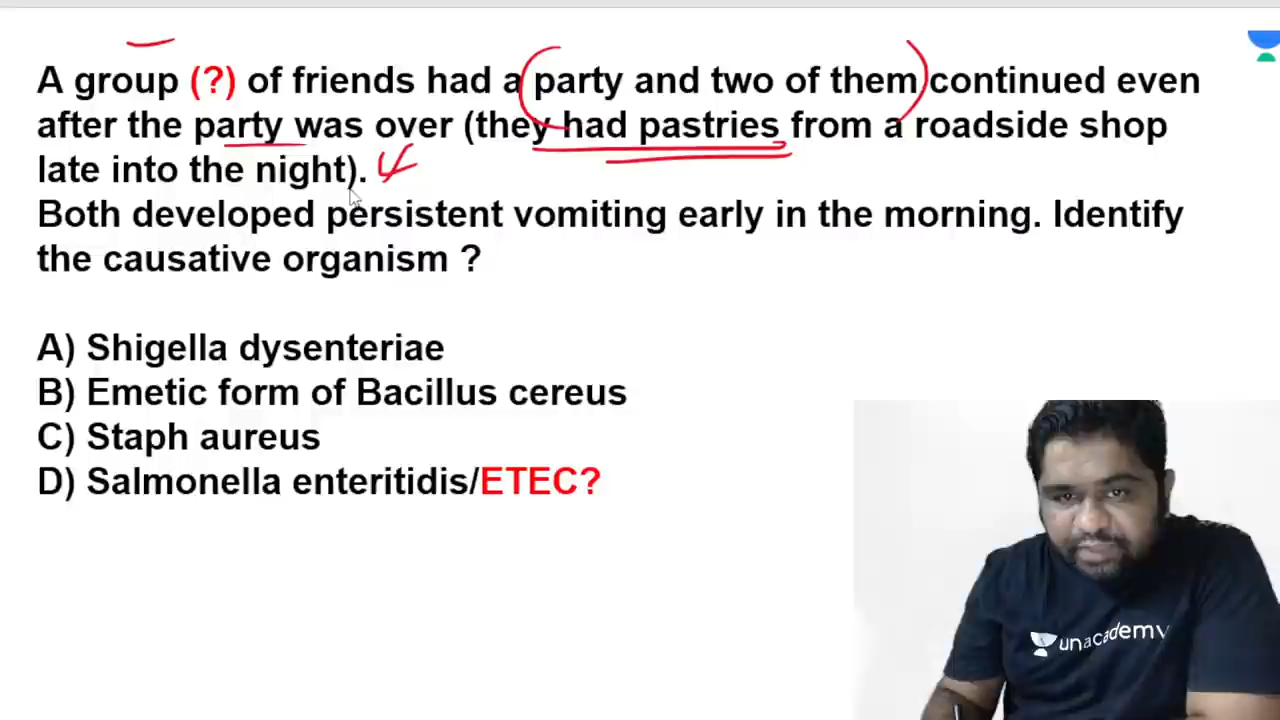 A group (?) of friends had a party and two of them continued even
after the party was over (they had pastries from a roadside shop
late into the night).
Both developed persistent vomiting early in the morning. Identify
the causative organism ?
A) Shigella dysenteriae
B) Emetic form of Bacillus cereus
C) Staph aureus
D) Salmonella enteritidis/ETEC?
unacademy